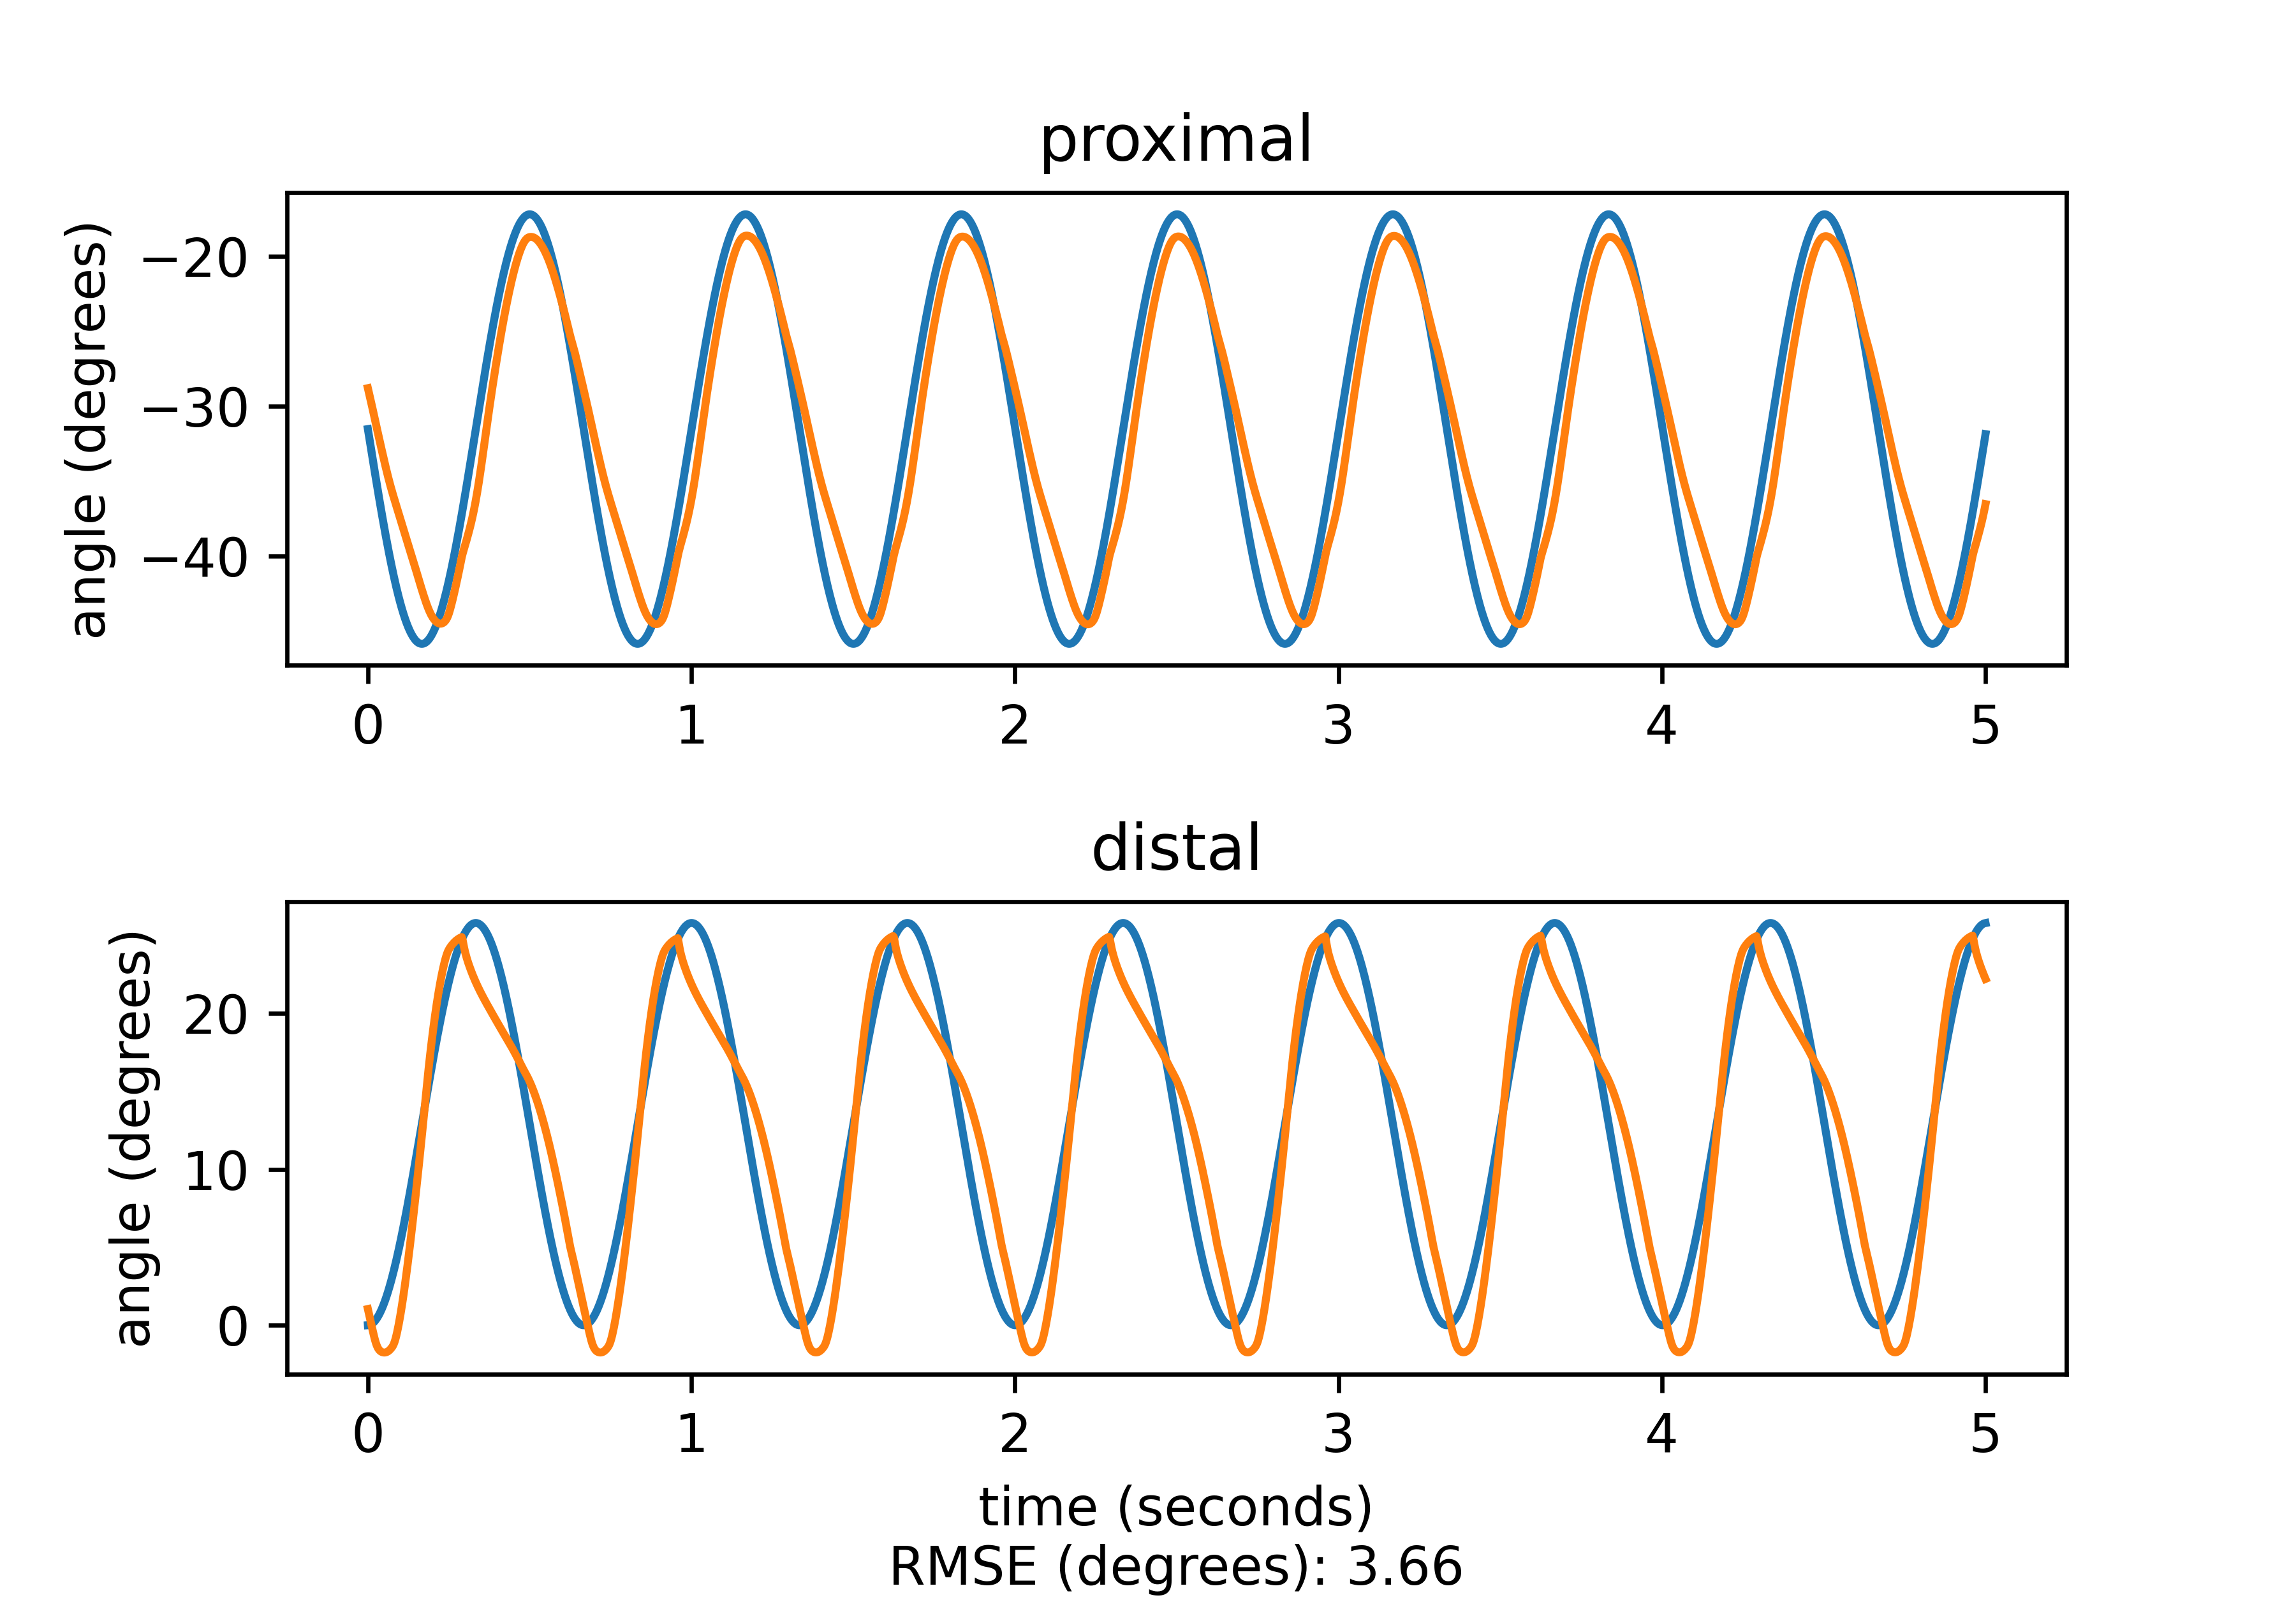 proximal
angle (degrees)
−20
−30
−40
0 1 2 3 4 5
distal
angle (degrees)
20
10
0
0 1 2 3 4 5
time (seconds)
RMSE (degrees): 3.66